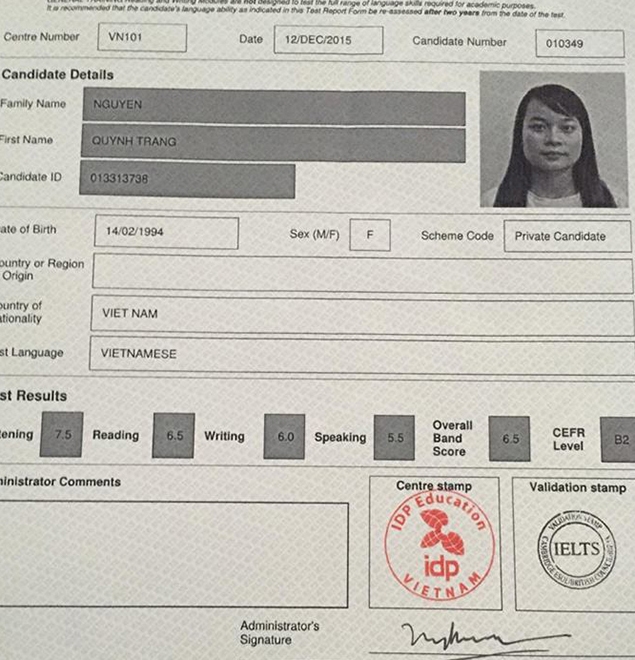 GENERAL TRAINING Reading and Writing Modules are not designed to test the full range of language skills required for academic purposes.
It is recommended that the candidate's language ability as indicated in this Test Report Form be re-assessed after two years from the date of the test.
Centre Number VN101 Date 12/DEC/2015 Candidate Number 010349
Candidate Details
Family Name NGUYEN
First Name QUYNH TRANG
Candidate ID 013313738
ate of Birth 14/02/1994 Sex (M/F) F Scheme Code Private Candidate
ountry or Region
Origin
ountry of
ationality VIET NAM
st Language VIETNAMESE
st Results
ening 7.5 Reading 6.5 Writing 6.0 Speaking 5.5 Overall Band Score 6.5 CEFR Level B2
ministrator Comments
Centre stamp
Validation stamp
IDP Education
idp
VIETNAM
VALIDATION STAMP
IELTS
Administrator's
Signature